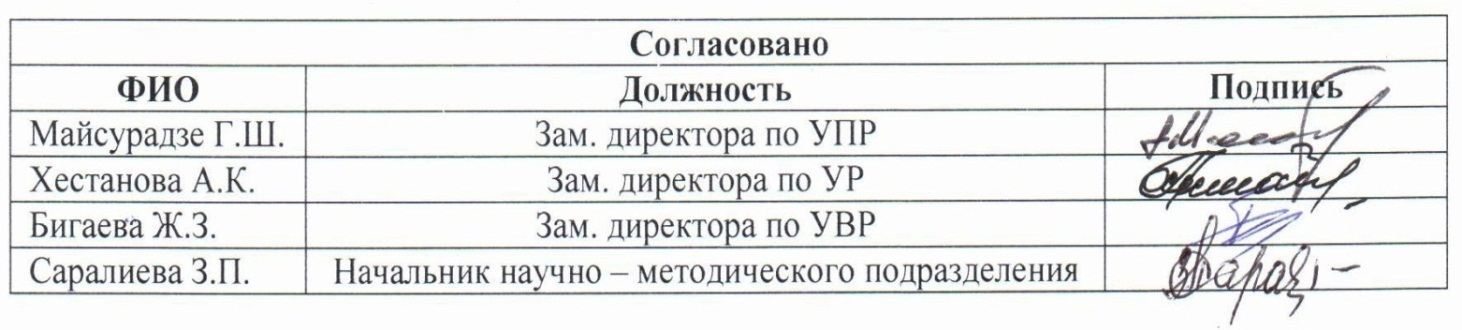 Согласовано
ФИО Должность Подпись
Майсурадзе Г.Ш. Зам. директора по УПР
Хестанова А.К. Зам. директора по УР
Бигаева Ж.З. Зам. директора по УВР
Саралиева З.П. Начальник научно – методического подразделения